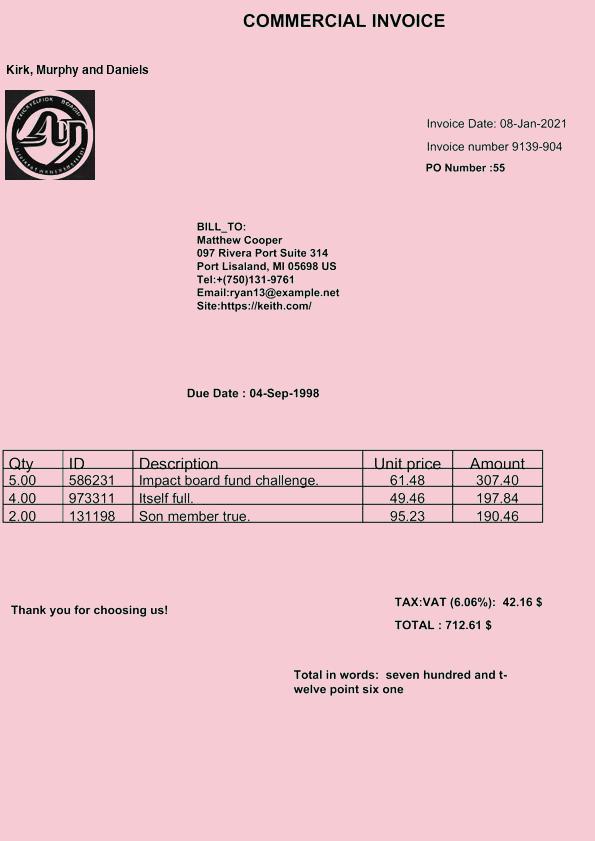 COMMERCIAL INVOICE
Kirk, Murphy and Daniels
Invoice Date: 08-Jan-2021
Invoice number 9139-904
PO Number :55
BILL_TO:
Matthew Cooper
097 Rivera Port Suite 314
Port Lisaland, MI 05698 US
Tel:+(750)131-9761
Email:ryan13@example.net
Site:https://keith.com/
Due Date : 04-Sep-1998
Qty ID Description Unit price Amount
5.00 586231 Impact board fund challenge. 61.48 307.40
4.00 973311 Itself full. 49.46 197.84
2.00 131198 Son member true. 95.23 190.46
TAX:VAT (6.06%): 42.16 $
Thank you for choosing us!
TOTAL : 712.61 $
Total in words: seven hundred and t-
welve point six one